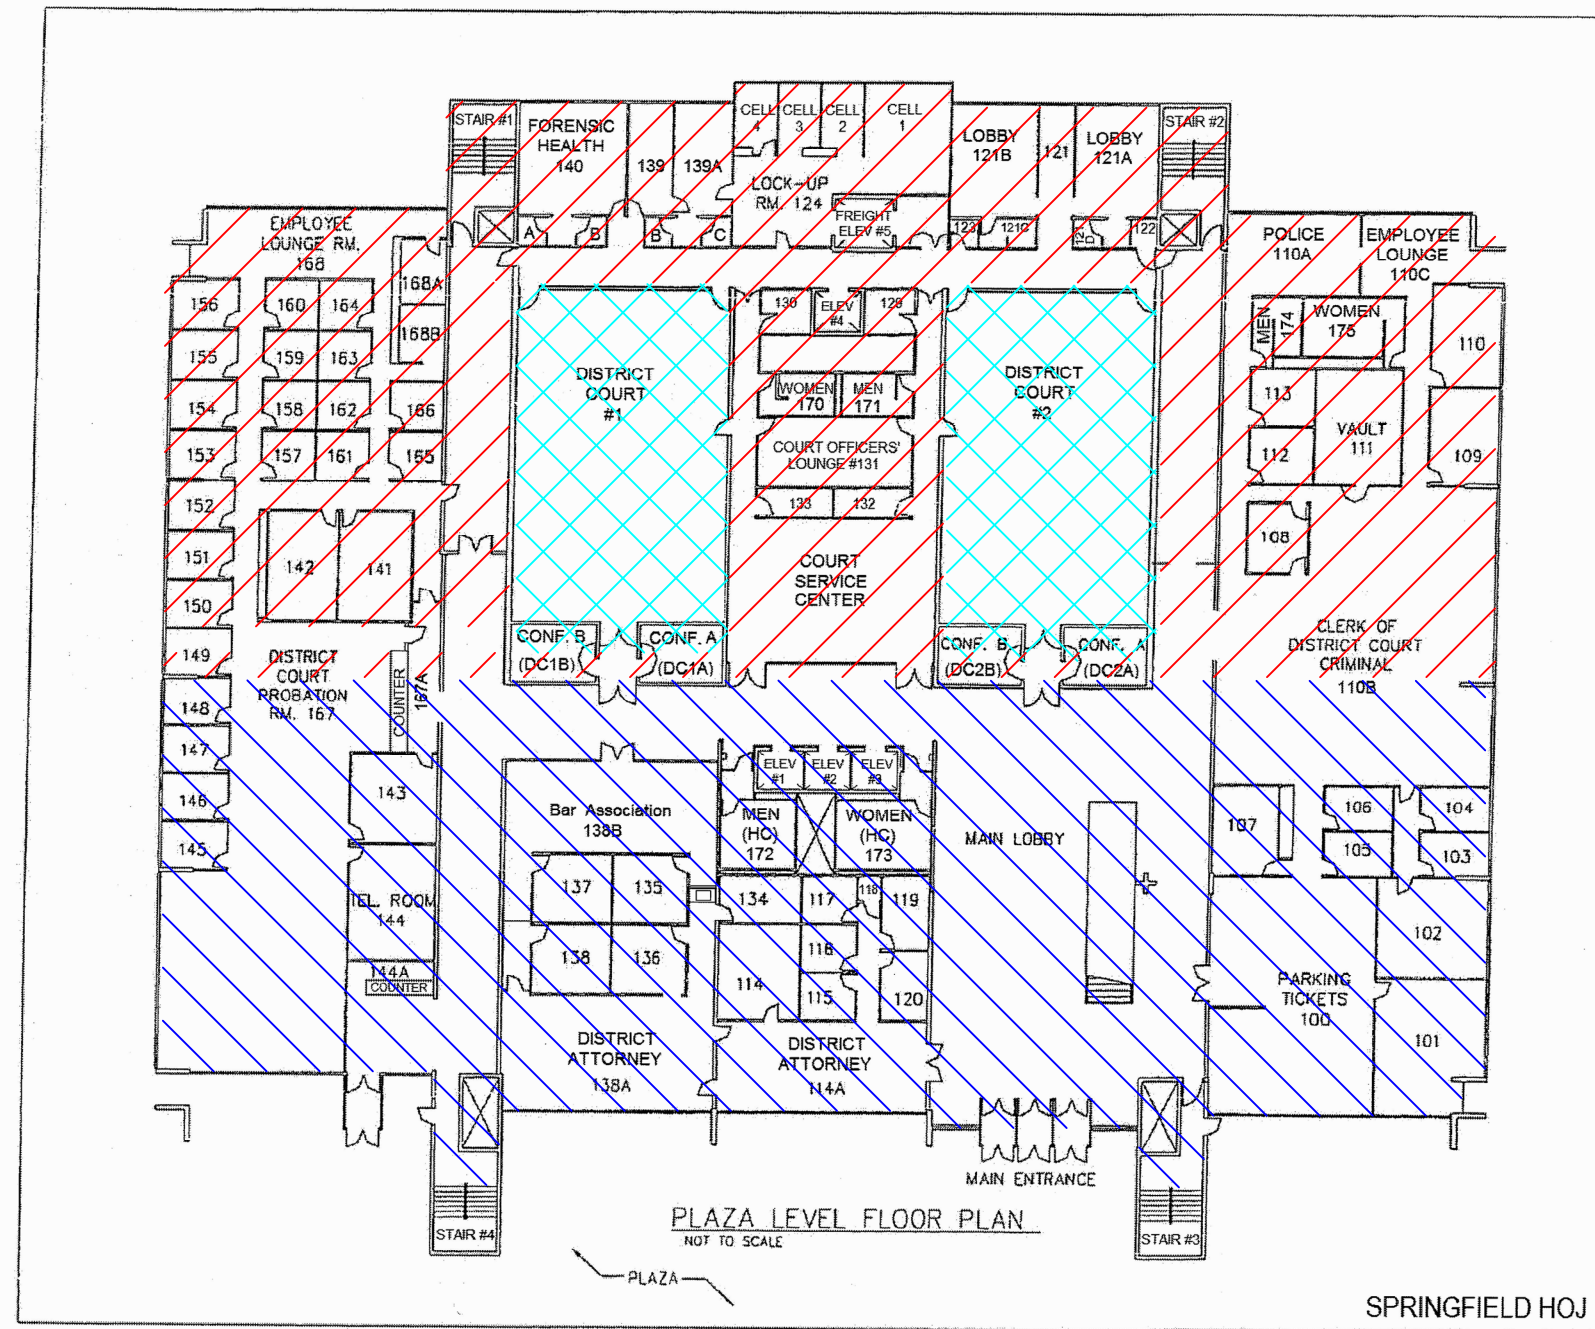 STAIR #1
FORENSIC
HEALTH
140
139
139A
CELL
4
CELL
3
CELL
2
CELL
1
LOBBY
121B
121
LOBBY
121A
STAIR #2
LOCK-UP
RM. 124
FREIGHT
ELEV #5
A
B
B
C
123
121C
121
D
122
EMPLOYEE
LOUNGE RM.
168
168A
168B
POLICE
110A
EMPLOYEE
LOUNGE
110C
156
160
164
155
159
163
154
158
162
166
153
157
161
165
152
151
150
149
142
141
130
ELEV
#4
129
DISTRICT
COURT
#1
WOMEN
170
MEN
171
COURT OFFICERS'
LOUNGE #131
133
132
COURT
SERVICE
CENTER
DISTRICT
COURT
#2
MEN
174
WOMEN
175
110
113
VAULT
111
112
109
108
CONF. B
(DC1B)
CONF. A
(DC1A)
CONF. B
(DC2B)
CONF. A
(DC2A)
CLERK OF
DISTRICT COURT
CRIMINAL
110B
DISTRICT
COURT
PROBATION
RM. 167
COUNTER
167A
148
147
146
145
143
TEL. ROOM
144
144A
COUNTER
Bar Association
138B
137
135
138
136
ELEV
#1
ELEV
#2
ELEV
#3
MEN
(HC)
172
WOMEN
(HC)
173
MAIN LOBBY
134
117
118
119
116
114
115
120
107
106
104
105
103
102
PARKING
TICKETS
100
101
DISTRICT
ATTORNEY
138A
DISTRICT
ATTORNEY
114A
MAIN ENTRANCE
STAIR #4
STAIR #3
PLAZA LEVEL FLOOR PLAN
NOT TO SCALE
PLAZA
SPRINGFIELD HOJ